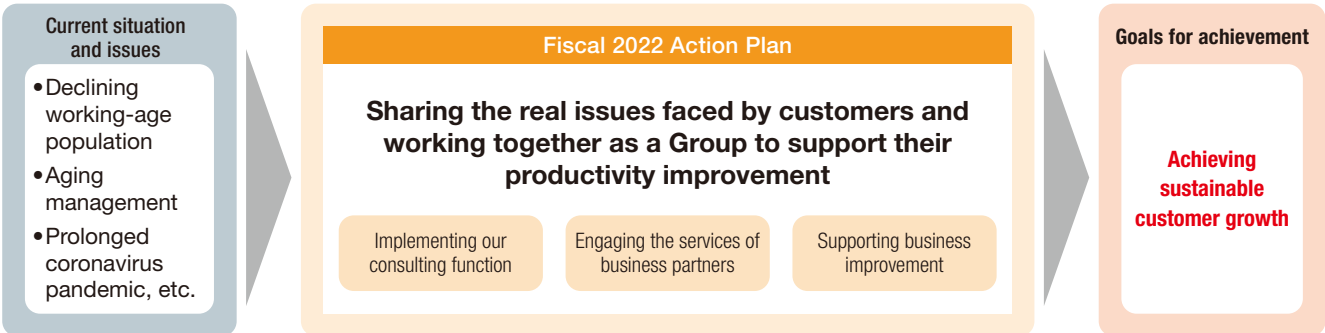 Current situation
and issues
•Declining
working-age
population
•Aging
management
•Prolonged
coronavirus
pandemic, etc.
Fiscal 2022 Action Plan
Sharing the real issues faced by customers and
working together as a Group to support their
productivity improvement
Implementing our
consulting function
Engaging the services of
business partners
Supporting business
improvement
Goals for achievement
Achieving
sustainable
customer growth